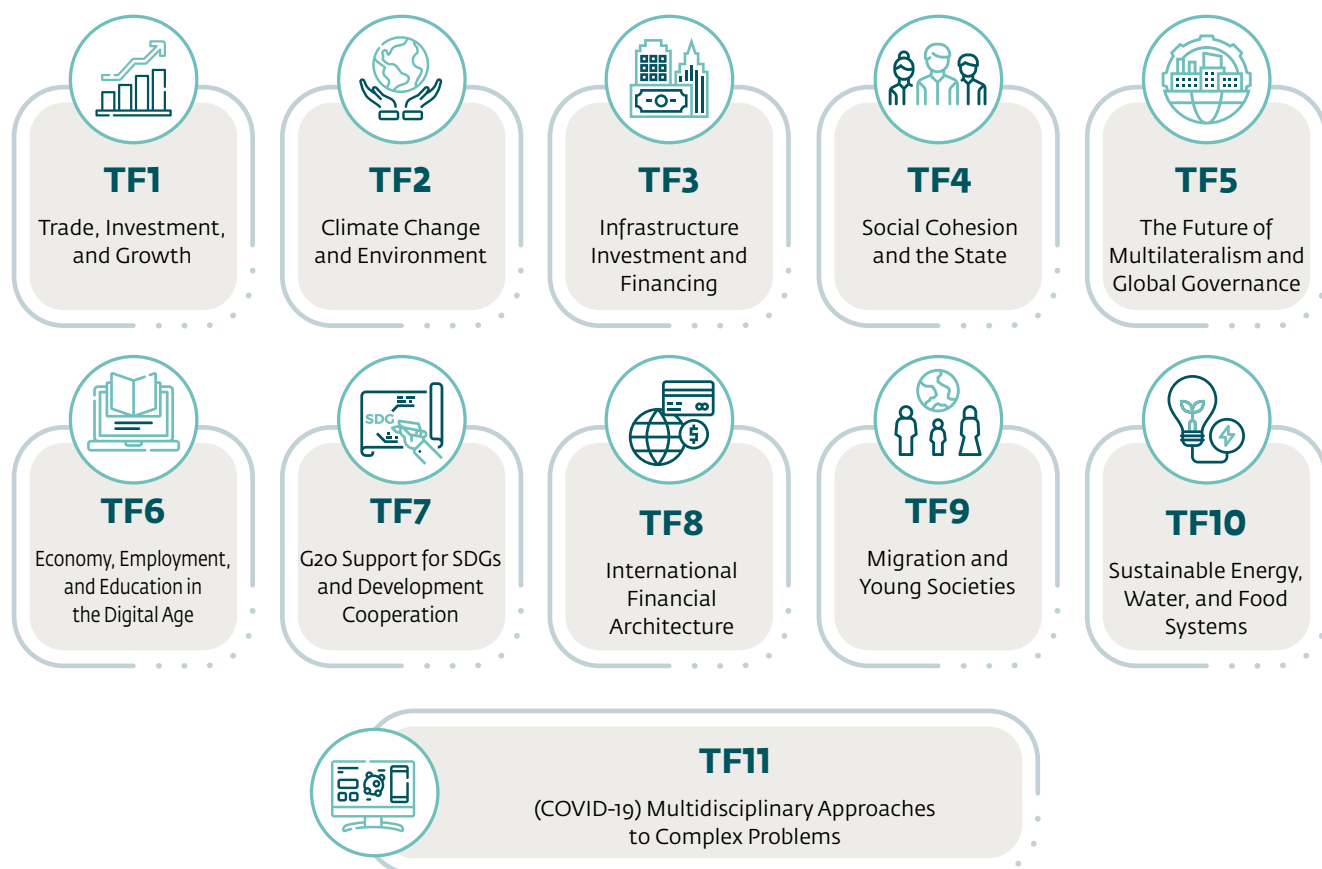 TF1
Trade, Investment,
and Growth
TF2
Climate Change
and Environment
TF3
Infrastructure
Investment and
Financing
TF4
Social Cohesion
and the State
TF5
The Future of
Multilateralism and
Global Governance
TF6
Economy, Employment,
and Education in
the Digital Age
SDG
TF7
G20 Support for SDGs
and Development
Cooperation
TF8
International
Financial
Architecture
TF9
Migration and
Young Societies
TF10
Sustainable Energy,
Water, and Food
Systems
TF11
(COVID-19) Multidisciplinary Approaches
to Complex Problems